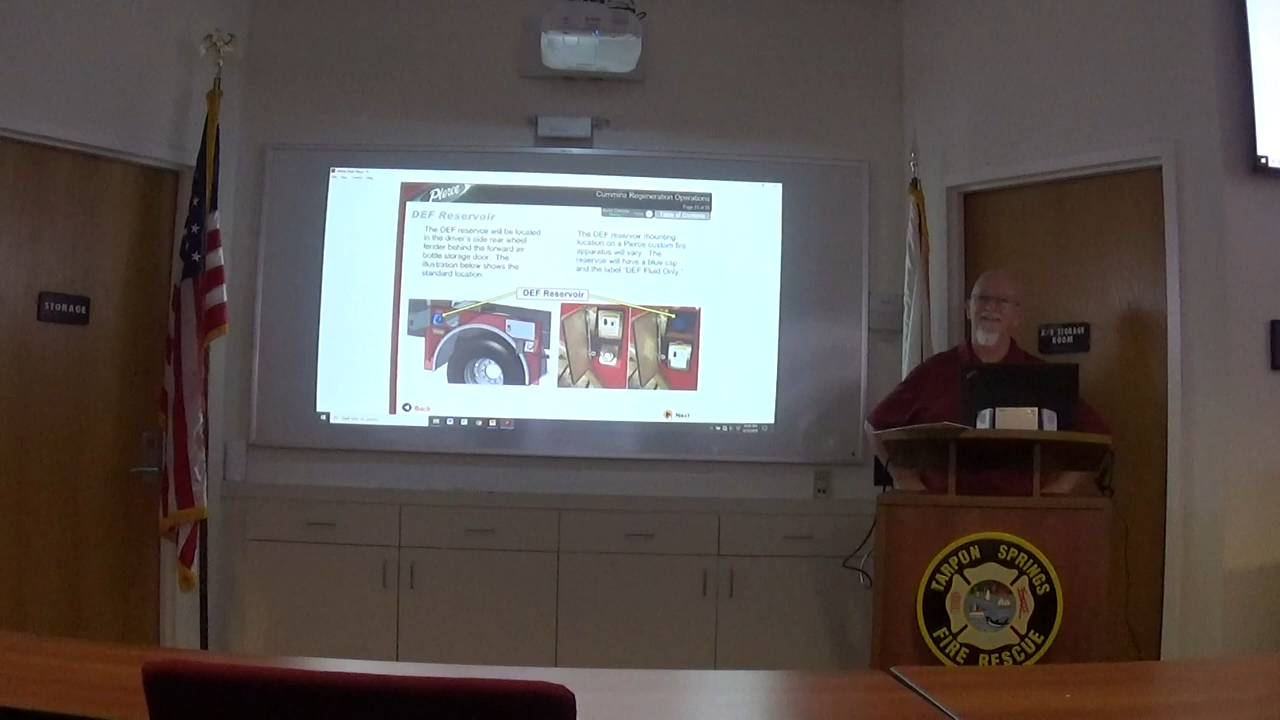 Pierce
Cummins Regeneration Operations
Table of Contents
DEF Reservoir
The DEF reservoir will be located
in the driver's side rear wheel
fender behind the forward air
bottle storage door. The
illustration below shows the
standard location.
The DEF reservoir mounting
location on a Pierce custom fire
apparatus will vary. The
reservoir will have a blue cap
and the label "DEF Fluid Only."
DEF Reservoir
Back
Next
STORAGE
STORAGE
ROOM
TARPON SPRINGS
FIRE RESCUE